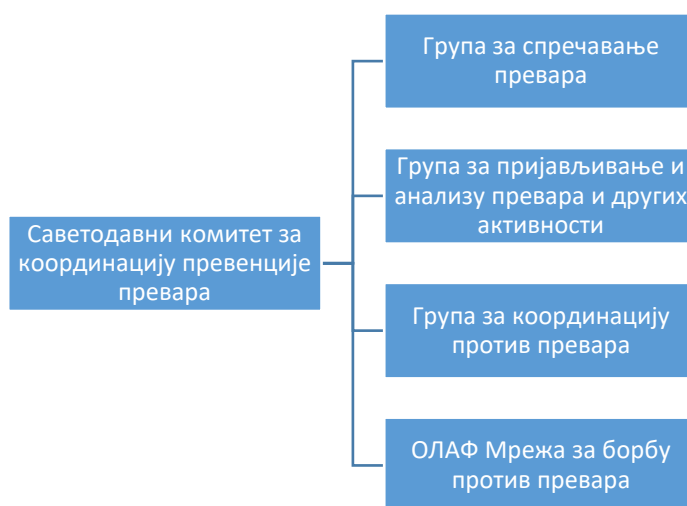 Група за спречавање
превара
Група за пријављивање и
анализу превара и других
активности
Саветодавни комитет за
координацију превенције
превара
Група за координацију
против превара
ОЛАФ Мрежа за борбу
против превара